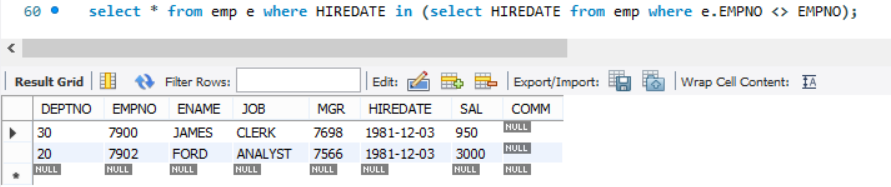 60 select * from emp e where HIREDATE in (select HIREDATE from emp where e.EMPNO <> EMPNO);
Result Grid Filter Rows: Edit: Export/Import: Wrap Cell Content: IA
DEPTNO EMPNO ENAME JOB MGR HIREDATE SAL COMM
30 7900 JAMES CLERK 7698 1981-12-03 950 NULL
20 7902 FORD ANALYST 7566 1981-12-03 3000 NULL
NULL NULL NULL NULL NULL NULL NULL NULL